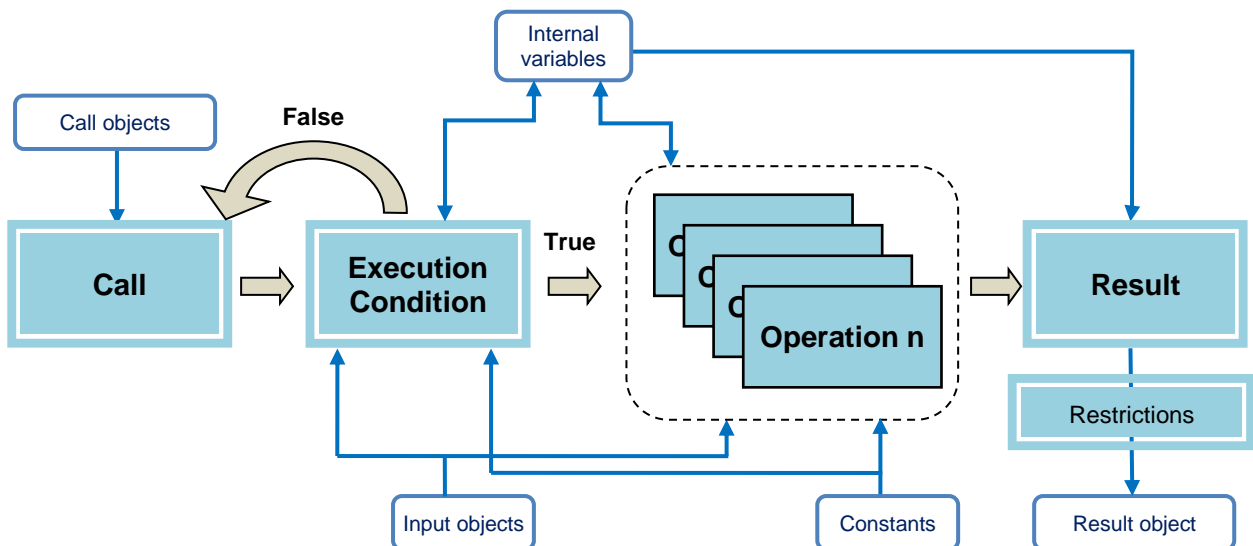 Internal
variables
Call objects
False
Call
Execution
Condition
True
Operation n
Result
Restrictions
Input objects
Constants
Result object